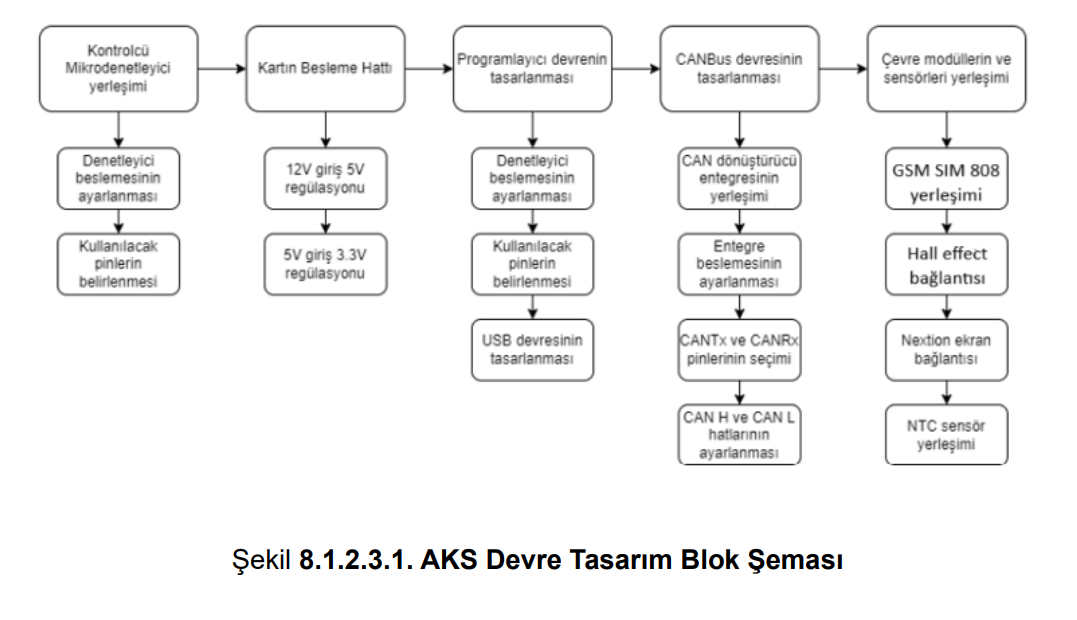 Kontrolcü
Mikrodenetleyici
yerleşimi
Kartın Besleme Hattı
Programlayıcı devrenin
tasarlanması
CANBus devresinin
tasarlanması
Çevre modüllerin ve
sensörleri yerleşimi
Denetleyici
beslemesinin
ayarlanması
Kullanılacak
pinlerin
belirlenmesi
12V giriş 5V
regülasyonu
5V giriş 3.3V
regülasyonu
Denetleyici
beslemesinin
ayarlanması
Kullanılacak
pinlerin
belirlenmesi
USB devresinin
tasarlanması
CAN dönüştürücü
entegresinin
yerleşimi
Entegre
beslemesinin
ayarlanması
CANTx ve CANRx
pinlerinin seçimi
CAN H ve CAN L
hatlarının
ayarlanması
GSM SIM 808
yerleşimi
Hall effect
bağlantısı
Nextion ekran
bağlantısı
NTC sensör
yerleşimi
Şekil 8.1.2.3.1. AKS Devre Tasarım Blok Şeması